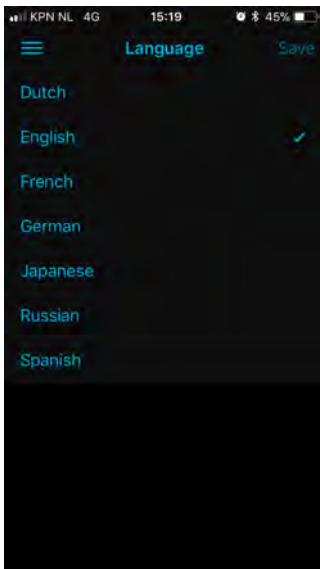 KPN NL 4G 15:19 45%
Language Save
Dutch
English
French
German
Japanese
Russian
Spanish